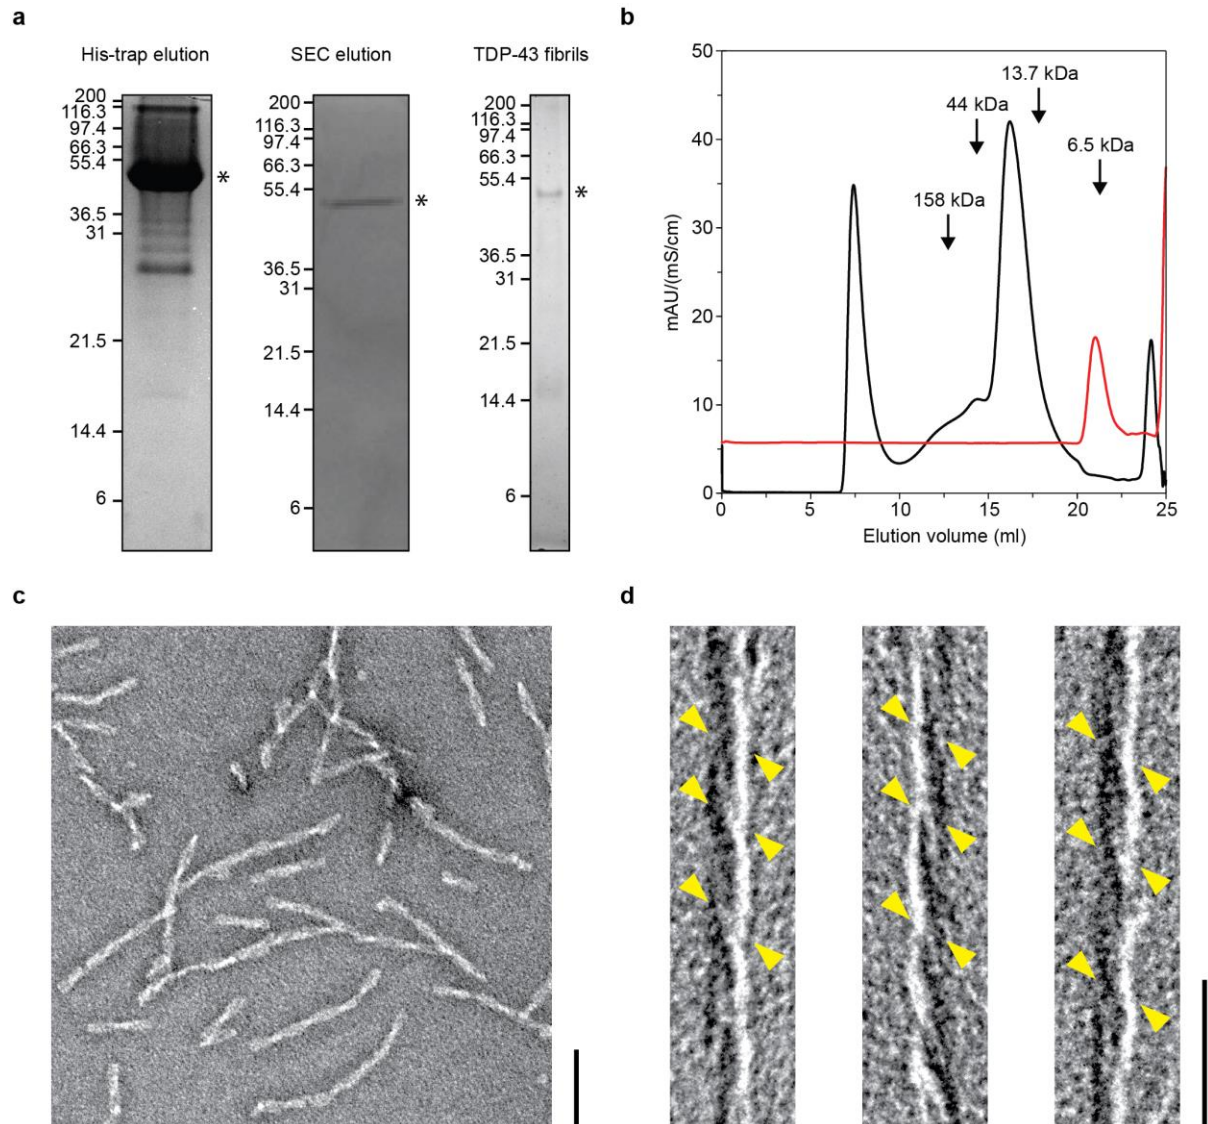 a
His-trap elution
200
116.3
97.4
66.3
55.4
36.5
31
21.5
14.4
6
*
SEC elution
200
116.3
97.4
66.3
55.4
36.5
31
21.5
14.4
6
*
TDP-43 fibrils
200
116.3
97.4
66.3
55.4
36.5
31
21.5
14.4
6
*
b
mAU/(mS/cm)
50
40
30
20
10
0
158 kDa
44 kDa
13.7 kDa
6.5 kDa
0 5 10 15 20 25
Elution volume (ml)
c
d